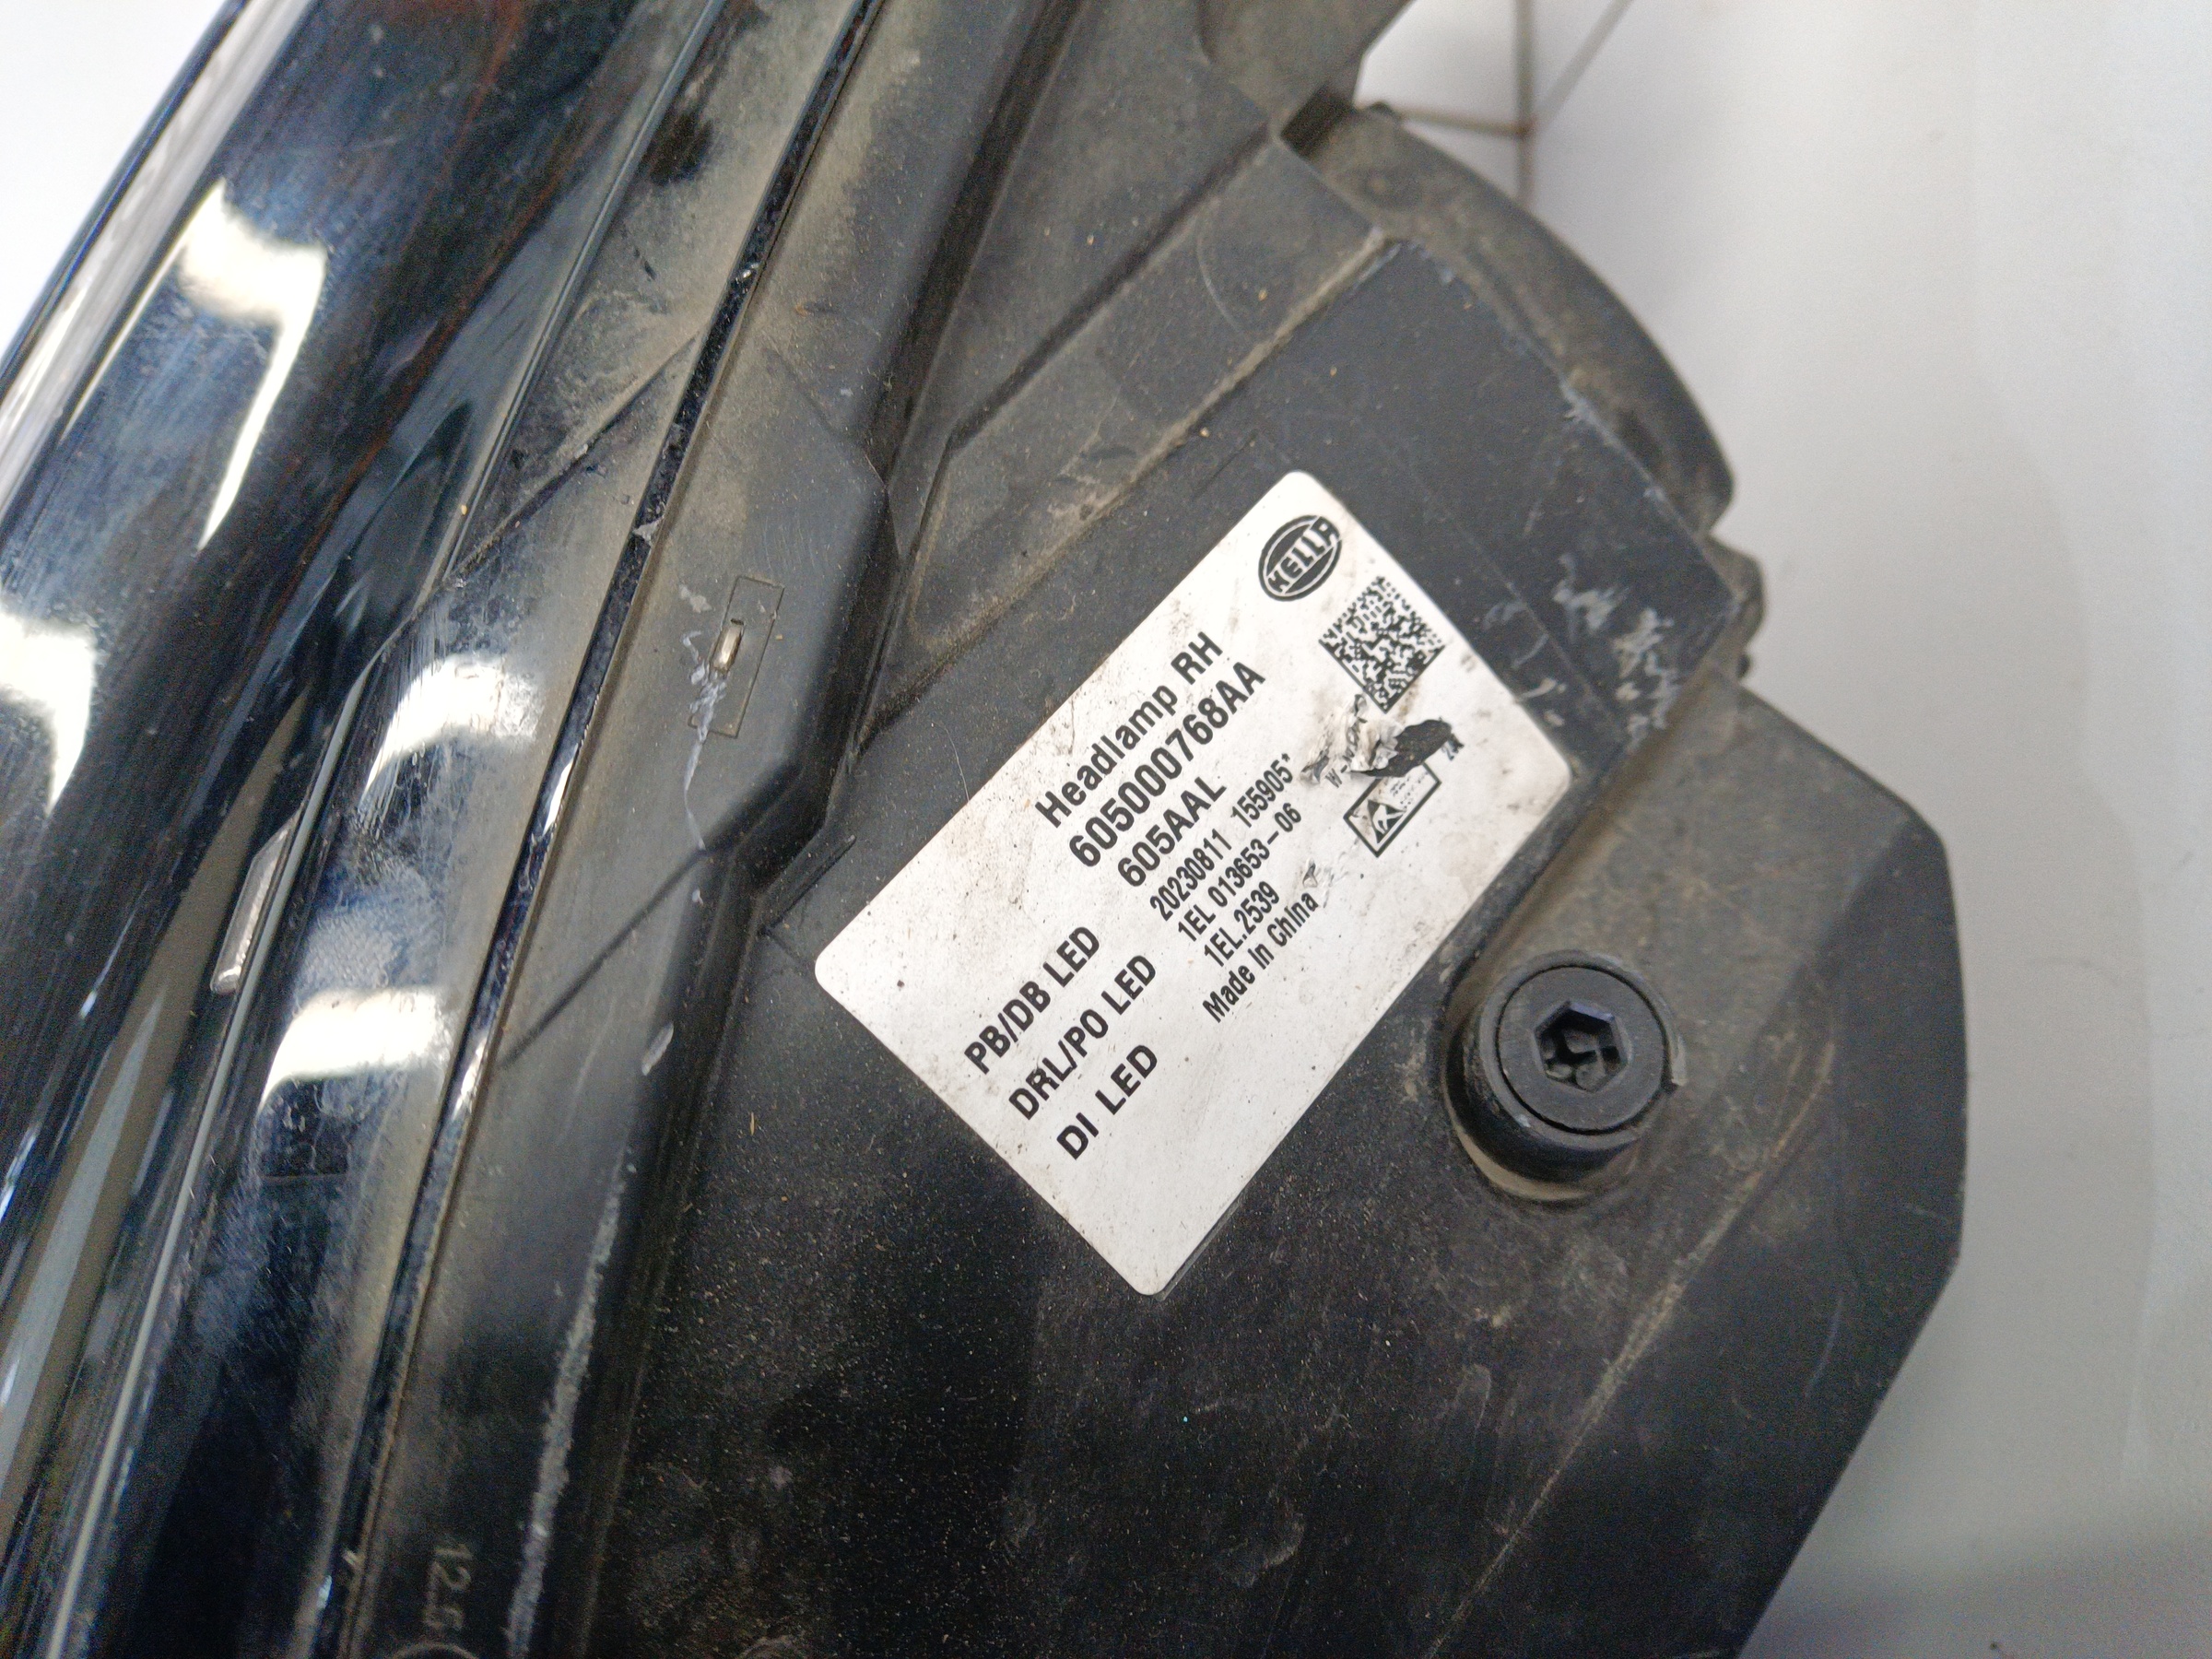 HELLA
Headlamp RH
605000768AA
605AAL
20230811 155905*
1EL 013653-06
1EL.2539
Made In China
PB/DB LED
DRL/PO LED
DI LED